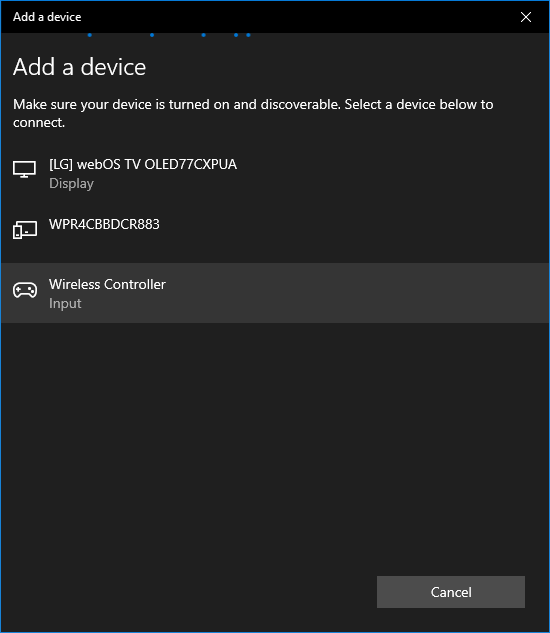 Add a device
Add a device
Make sure your device is turned on and discoverable. Select a device below to
connect.
[LG] webOS TV OLED77CXPUA
Display
WPR4CBBDCR883
Wireless Controller
Input
Cancel